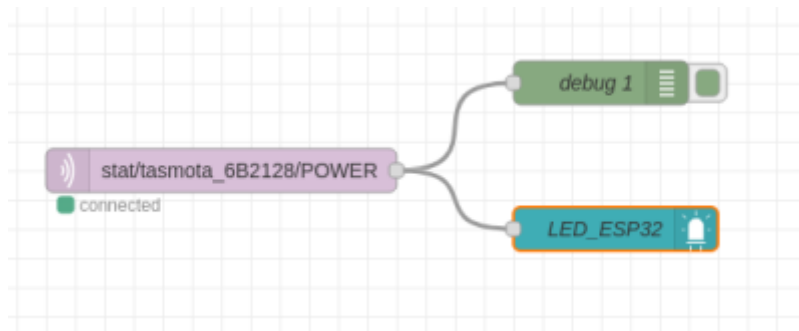 debug 1
stat/tasmota_6B2128/POWER
connected
LED_ESP32